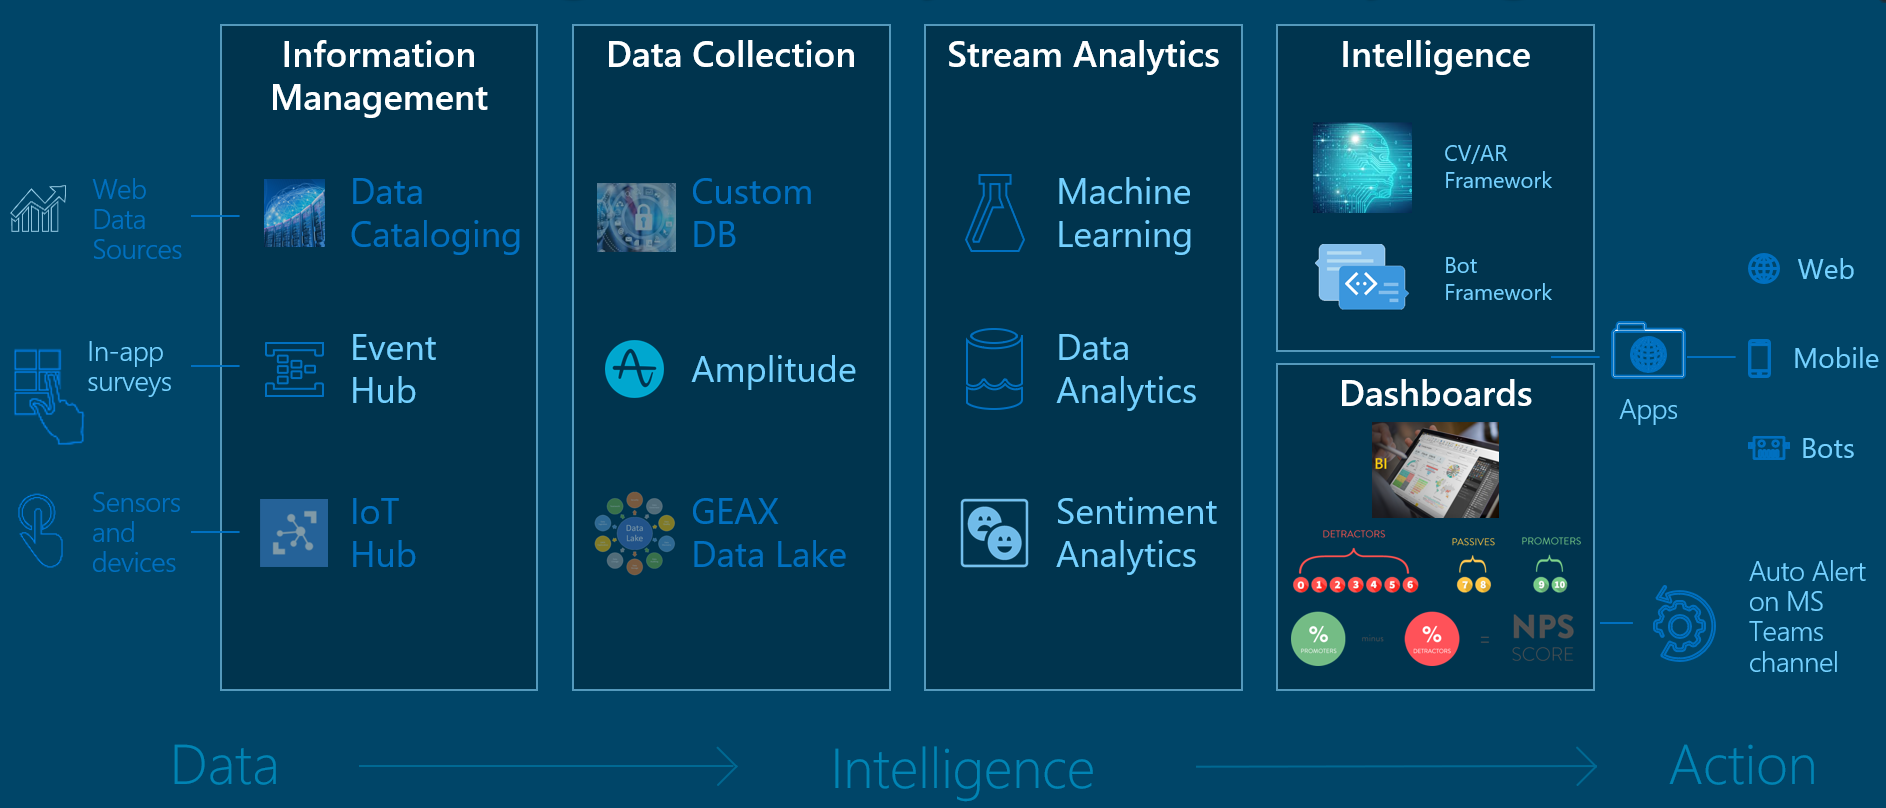 Information
Management
Data Collection
Stream Analytics
Intelligence
Web
Data
Sources
Data
Cataloging
Custom
DB
Machine
Learning
CV/AR
Framework
Bot
Framework
In-app
surveys
Event
Hub
Amplitude
Data
Analytics
Apps
Web
Mobile
Bots
Dashboards
BI
Sensors
and
devices
IoT
Hub
Data
Lake
GEAX
Data Lake
Sentiment
Analytics
DETRACTORS
PASSIVES
PROMOTERS
0 1 2 3 4 5 6 7 8 9 10
%
PROMOTERS
minus
%
DETRACTORS
=
NPS
SCORE
Auto Alert
on MS
Teams
channel
Data
Intelligence
Action